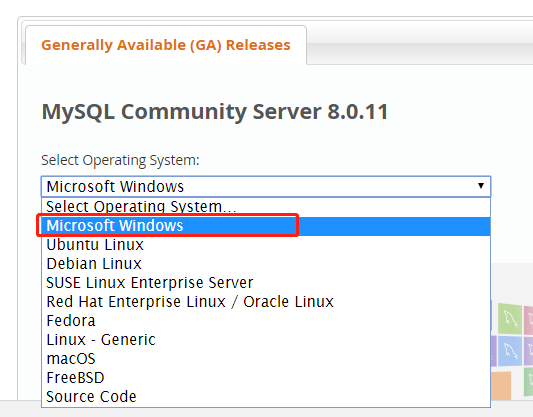 Generally Available (GA) Releases
MySQL Community Server 8.0.11
Select Operating System:
Microsoft Windows
Select Operating System...
Microsoft Windows
Ubuntu Linux
Debian Linux
SUSE Linux Enterprise Server
Red Hat Enterprise Linux / Oracle Linux
Fedora
Linux - Generic
macOS
FreeBSD
Source Code